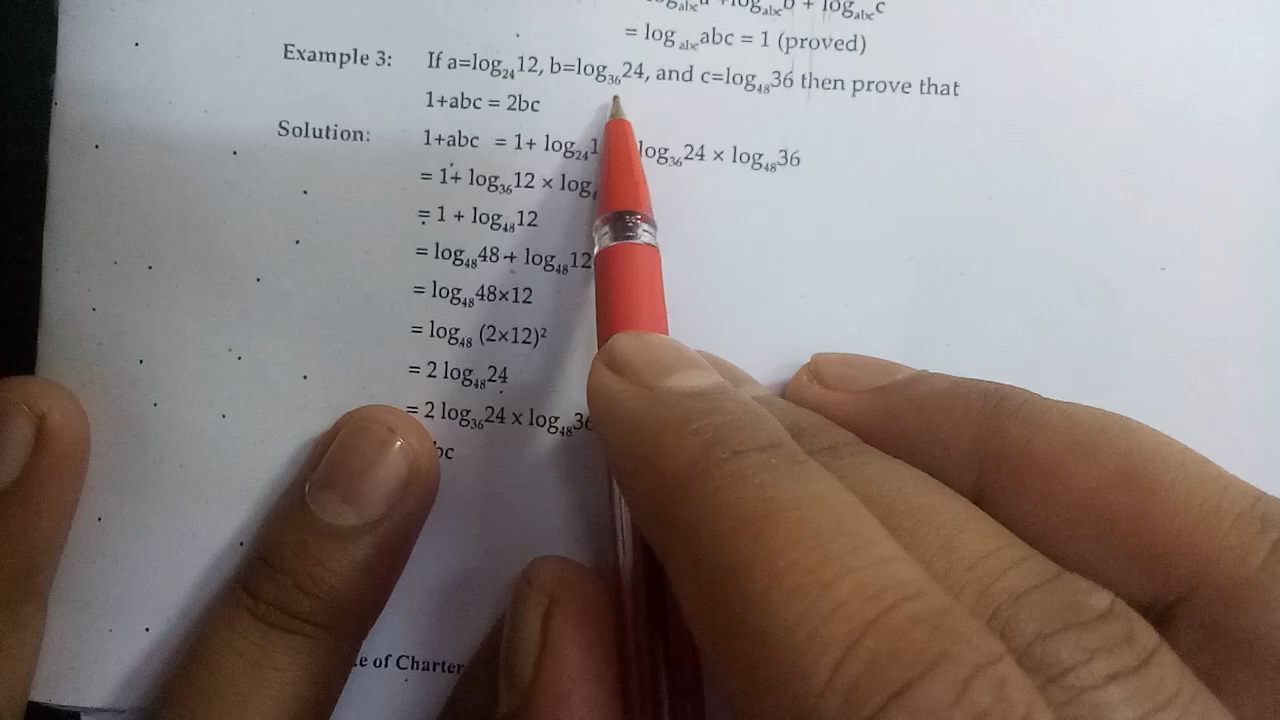 +log_abc b + log_abc c
= log_abc abc = 1 (proved)
Example 3: If a=log₂₄12, b=log₃₆24, and c=log₄₈36 then prove that
1+abc = 2bc
Solution: 1+abc = 1+ log₂₄1 log₃₆24 × log₄₈36
= 1+ log₃₆12 × log
= 1 + log₄₈12
= log₄₈48 + log₄₈12
= log₄₈48×12
= log₄₈ (2×12)²
= 2 log₄₈24
= 2 log₃₆24 x log₄₈36
bc
e of Charter